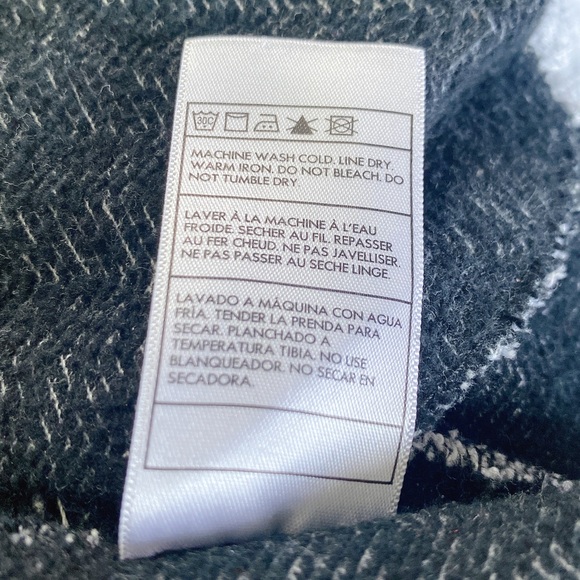 30C
MACHINE WASH COLD. LINE DRY.
WARM IRON. DO NOT BLEACH. DO
NOT TUMBLE DRY.
LAVER À LA MACHINE À L'EAU
FROIDE. SECHER AU FIL. REPASSER
AU FER CHEUD. NE PAS JAVELLISER.
NE PAS PASSER AU SECHE LINGE.
LAVADO A MÁQUINA CON AGUA
FRÍA. TENDER LA PRENDA PARA
SECAR. PLANCHADO A
TEMPERATURA TIBIA. NO USE
BLANQUEADOR. NO SECAR EN
SECADORA.